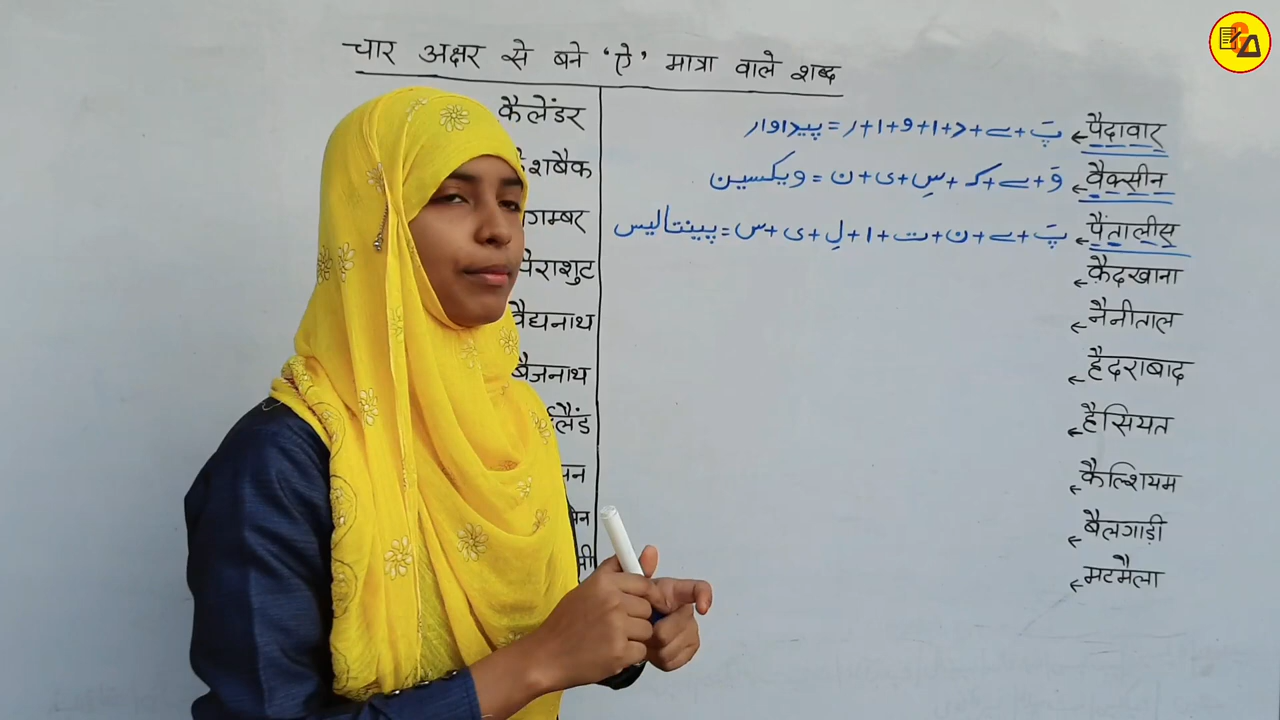 चार अक्षर से बने 'ऐ' मात्रा वाले शब्द
कैलेंडर
शबैक
गम्बर
पैराशुट
वैद्यनाथ
बैजनाथ
लैंड
पैदावार
پَ + ے + د + ا + و + ا + ر = پیداوار
वैक्सीन
وَ + ے + ک + سِ + ی + ن = ویکسین
पैंतालीस
پَ + ے + ن + ت + ا + لِ + ی + س = پینتالیس
क़ैदखाना
नैनीताल
हैदराबाद
हैसियत
कैल्शियम
बैलगाड़ी
मटमैला